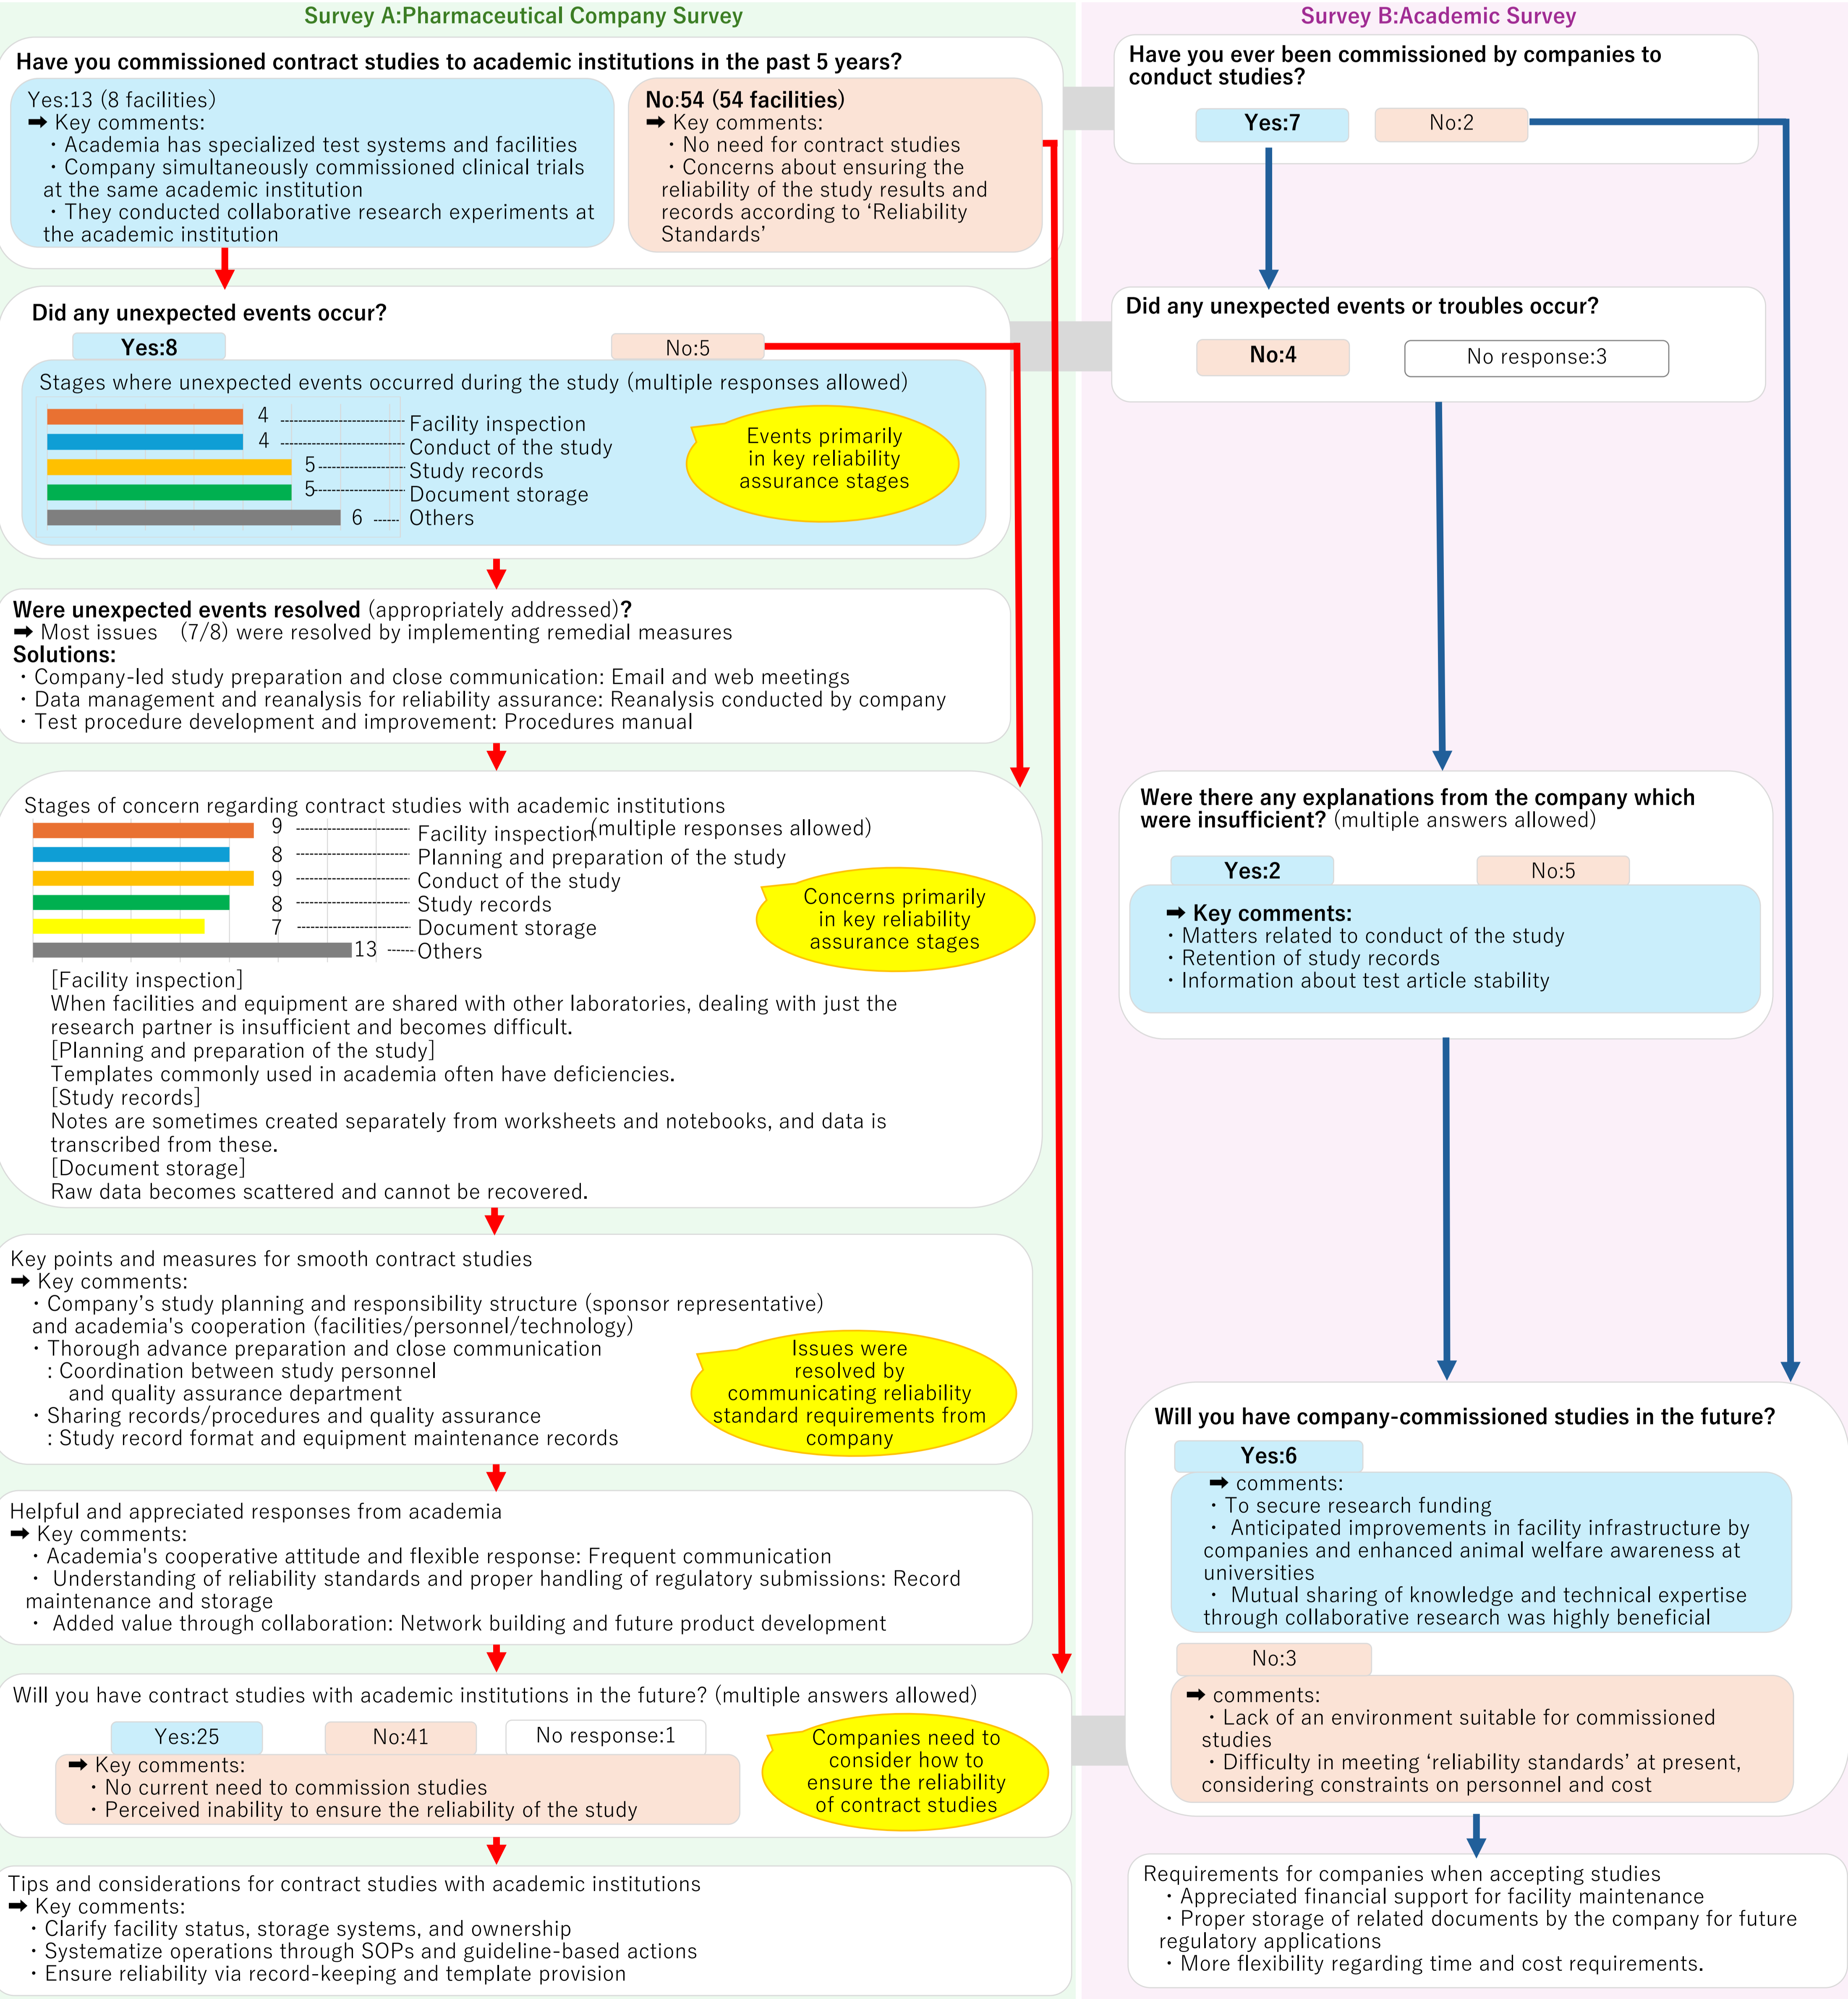 Survey A:Pharmaceutical Company Survey
Have you commissioned contract studies to academic institutions in the past 5 years?
Yes:13 (8 facilities)
➡ Key comments:
・Academia has specialized test systems and facilities
・Company simultaneously commissioned clinical trials
at the same academic institution
・They conducted collaborative research experiments at
the academic institution
No:54 (54 facilities)
➡ Key comments:
・No need for contract studies
・Concerns about ensuring the
reliability of the study results and
records according to ‘Reliability
Standards’
Did any unexpected events occur?
Yes:8
No:5
Stages where unexpected events occurred during the study (multiple responses allowed)
4 Facility inspection
4 Conduct of the study
5 Study records
5 Document storage
6 Others
Events primarily
in key reliability
assurance stages
Were unexpected events resolved (appropriately addressed)?
➡ Most issues (7/8) were resolved by implementing remedial measures
Solutions:
・Company-led study preparation and close communication: Email and web meetings
・Data management and reanalysis for reliability assurance: Reanalysis conducted by company
・Test procedure development and improvement: Procedures manual
Stages of concern regarding contract studies with academic institutions
(multiple responses allowed)
9 Facility inspection
8 Planning and preparation of the study
9 Conduct of the study
8 Study records
7 Document storage
13 Others
Concerns primarily
in key reliability
assurance stages
[Facility inspection]
When facilities and equipment are shared with other laboratories, dealing with just the
research partner is insufficient and becomes difficult.
[Planning and preparation of the study]
Templates commonly used in academia often have deficiencies.
[Study records]
Notes are sometimes created separately from worksheets and notebooks, and data is
transcribed from these.
[Document storage]
Raw data becomes scattered and cannot be recovered.
Key points and measures for smooth contract studies
➡ Key comments:
・Company’s study planning and responsibility structure (sponsor representative)
and academia's cooperation (facilities/personnel/technology)
・Thorough advance preparation and close communication
: Coordination between study personnel
and quality assurance department
・Sharing records/procedures and quality assurance
: Study record format and equipment maintenance records
Issues were
resolved by
communicating reliability
standard requirements from
company
Helpful and appreciated responses from academia
➡ Key comments:
・Academia's cooperative attitude and flexible response: Frequent communication
・ Understanding of reliability standards and proper handling of regulatory submissions: Record
maintenance and storage
・ Added value through collaboration: Network building and future product development
Will you have contract studies with academic institutions in the future? (multiple answers allowed)
Yes:25
No:41
No response:1
➡ Key comments:
・No current need to commission studies
・Perceived inability to ensure the reliability of the study
Companies need to
consider how to
ensure the reliability
of contract studies
Tips and considerations for contract studies with academic institutions
➡ Key comments:
・Clarify facility status, storage systems, and ownership
・Systematize operations through SOPs and guideline-based actions
・Ensure reliability via record-keeping and template provision
Survey B:Academic Survey
Have you ever been commissioned by companies to
conduct studies?
Yes:7
No:2
Did any unexpected events or troubles occur?
No:4
No response:3
Were there any explanations from the company which
were insufficient? (multiple answers allowed)
Yes:2
No:5
➡ Key comments:
・Matters related to conduct of the study
・Retention of study records
・Information about test article stability
Will you have company-commissioned studies in the future?
Yes:6
➡ comments:
・To secure research funding
・ Anticipated improvements in facility infrastructure by
companies and enhanced animal welfare awareness at
universities
・ Mutual sharing of knowledge and technical expertise
through collaborative research was highly beneficial
No:3
➡ comments:
・Lack of an environment suitable for commissioned
studies
・Difficulty in meeting ‘reliability standards’ at present,
considering constraints on personnel and cost
Requirements for companies when accepting studies
・Appreciated financial support for facility maintenance
・Proper storage of related documents by the company for future
regulatory applications
・More flexibility regarding time and cost requirements.